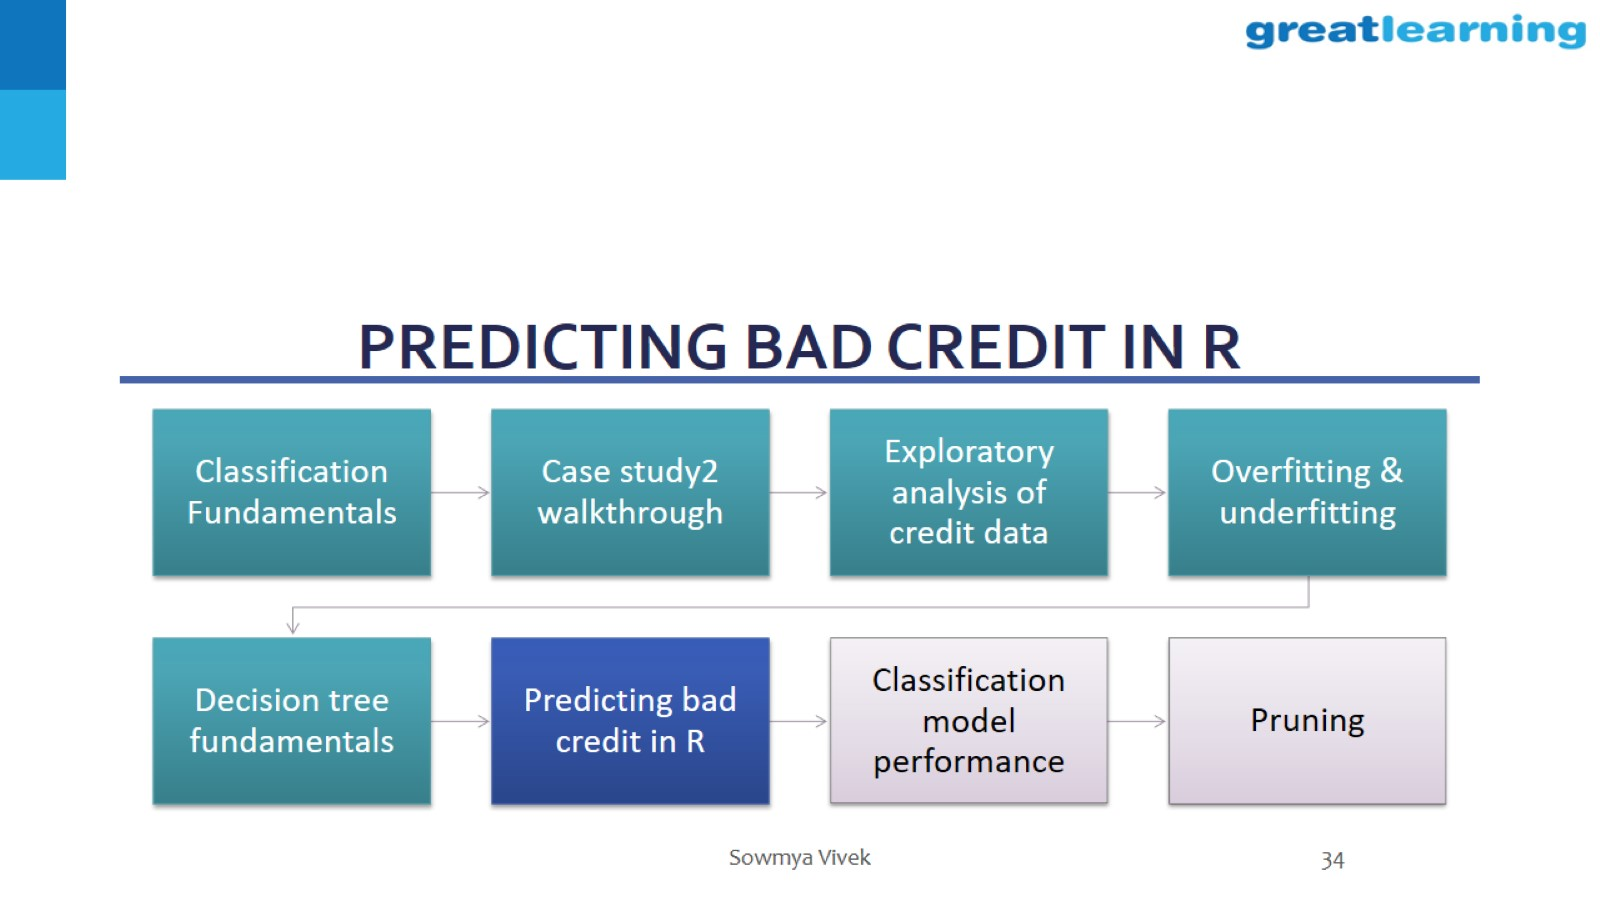 greatlearning
PREDICTING BAD CREDIT IN R
Classification
Fundamentals
Case study2
walkthrough
Exploratory
analysis of
credit data
Overfitting &
underfitting
Decision tree
fundamentals
Predicting bad
credit in R
Classification
model
performance
Pruning
Sowmya Vivek
34